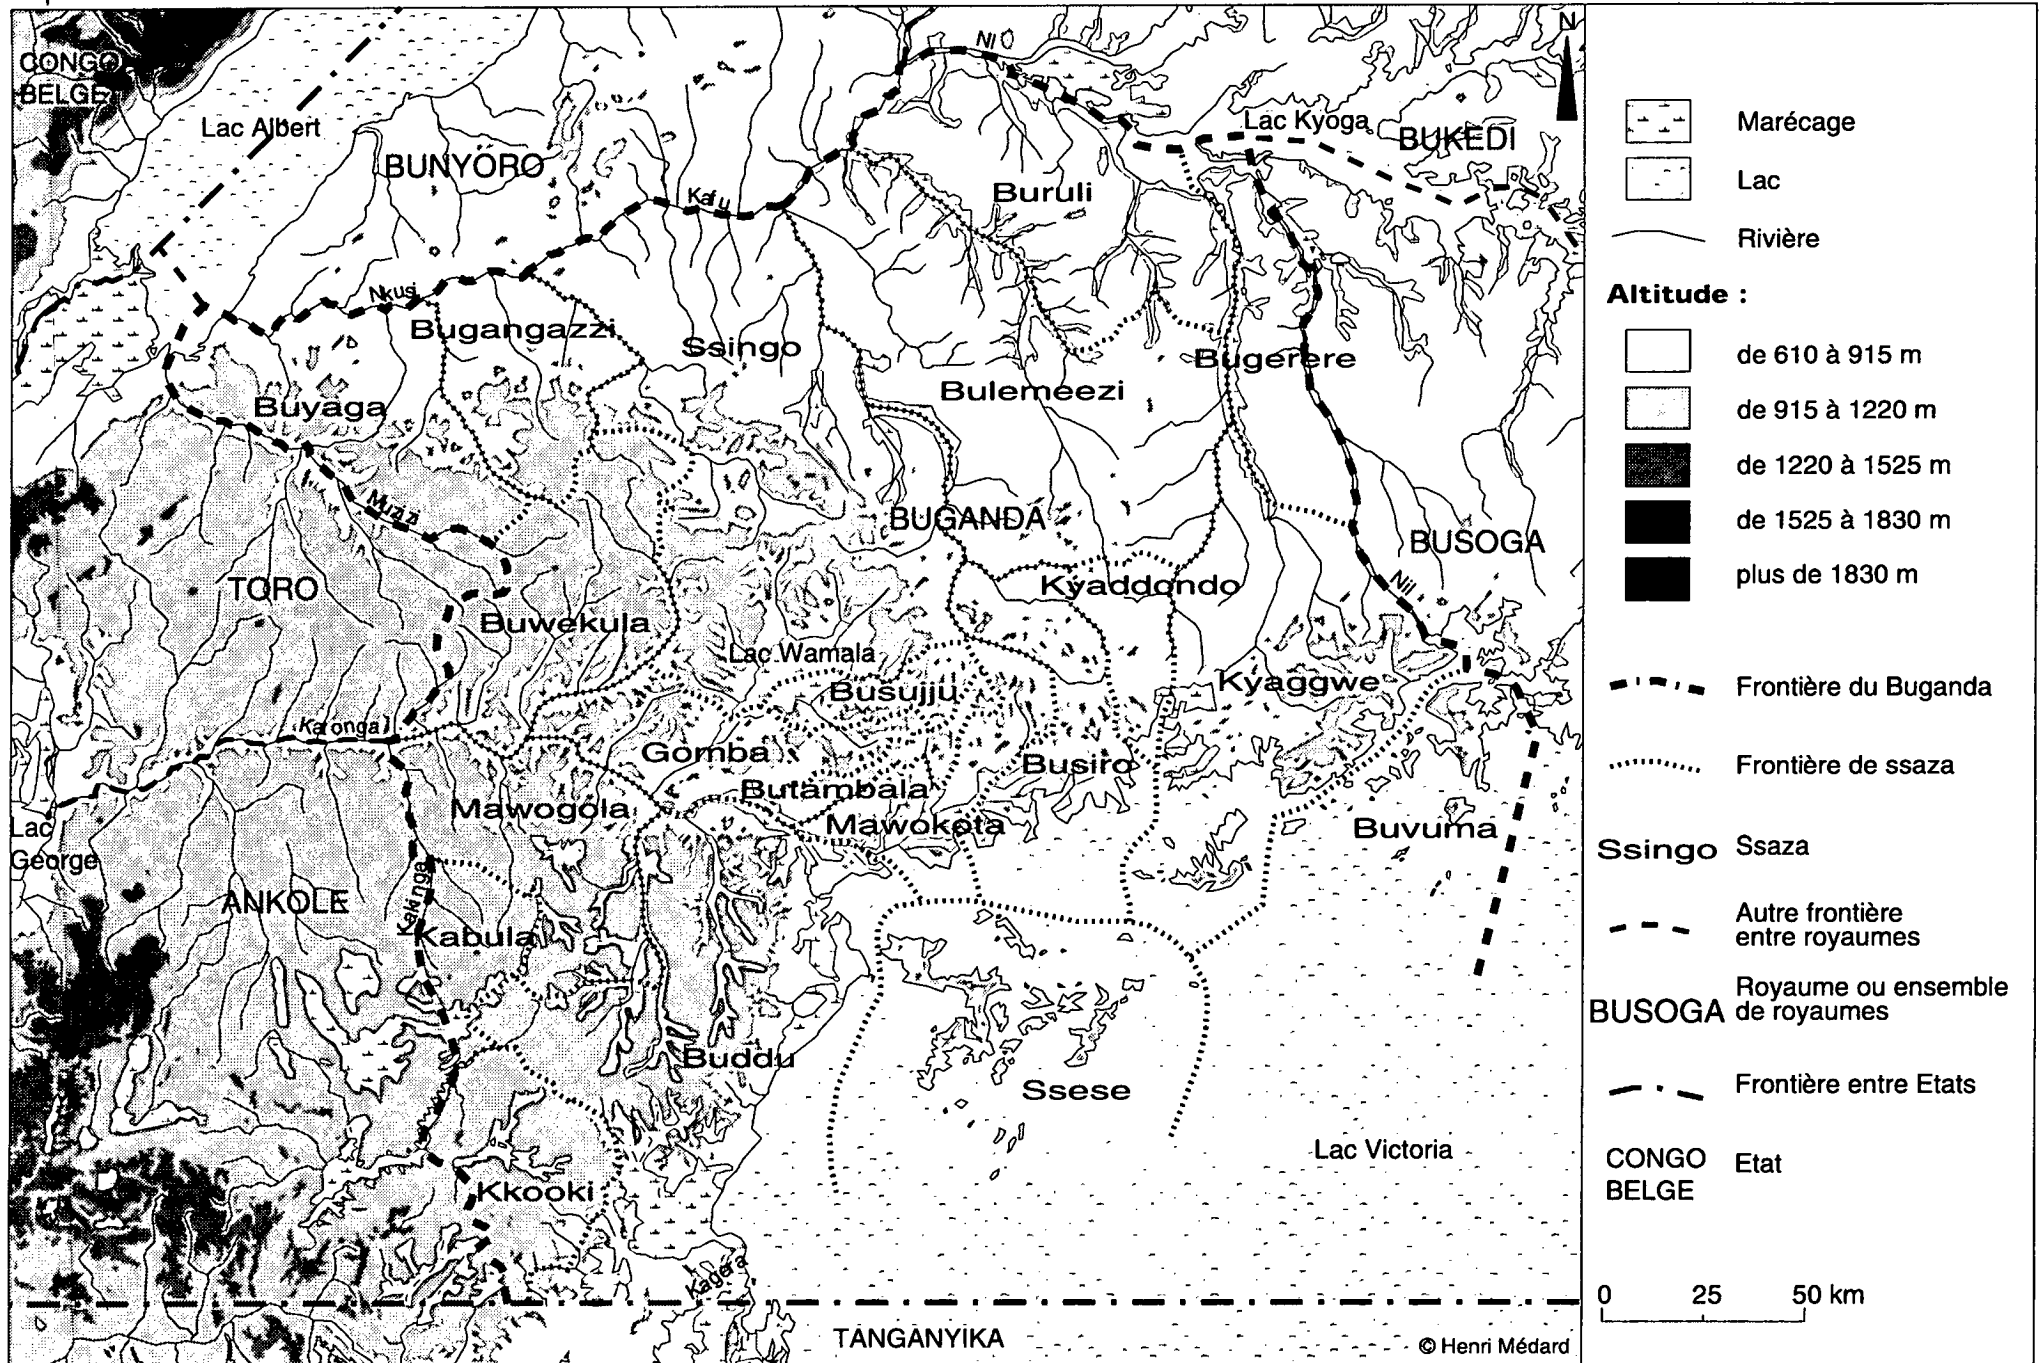 CONGO
BELGE
Lac Albert
BUNYORO
Nil
N
Lac Kyoga
BUKEDI
Buruli
Kafu
Nkusi
Bugangazzi
Ssingo
Bulemeezi
Bugerere
Buyaga
Muzizi
BUGANDA
BUSOGA
TORO
Buwekula
Kyaddondo
Nil
Lac Wamala
Busujju
Kyaggwe
Katonga
Gomba
Busiro
Butambala
Mawogola
Mawokota
Buvuma
Lac
George
ANKOLE
Kakinga
Kabula
Buddu
Ssese
Lac Victoria
Kkooki
Kagera
TANGANYIKA
© Henri Médard
Marécage
Lac
Rivière
Altitude :
de 610 à 915 m
de 915 à 1220 m
de 1220 à 1525 m
de 1525 à 1830 m
plus de 1830 m
Frontière du Buganda
Frontière de ssaza
Ssingo Ssaza
Autre frontière
entre royaumes
BUSOGA Royaume ou ensemble
de royaumes
Frontière entre Etats
CONGO
BELGE Etat
0 25 50 km